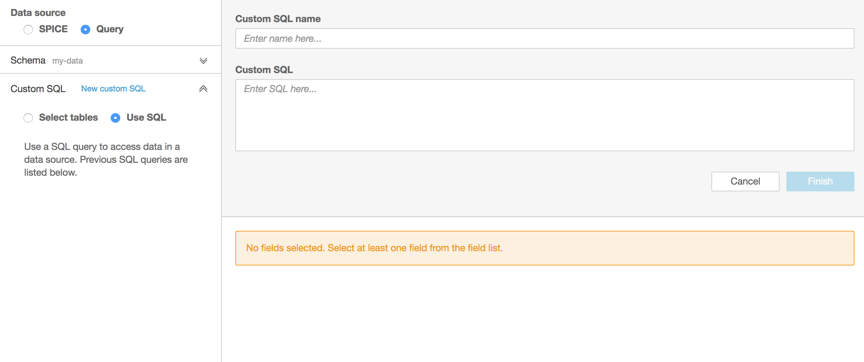 Data source
SPICE Query
Schema my-data
Custom SQL New custom SQL
Select tables Use SQL
Use a SQL query to access data in a
data source. Previous SQL queries are
listed below.
Custom SQL name
Enter name here...
Custom SQL
Enter SQL here...
Cancel Finish
No fields selected. Select at least one field from the field list.